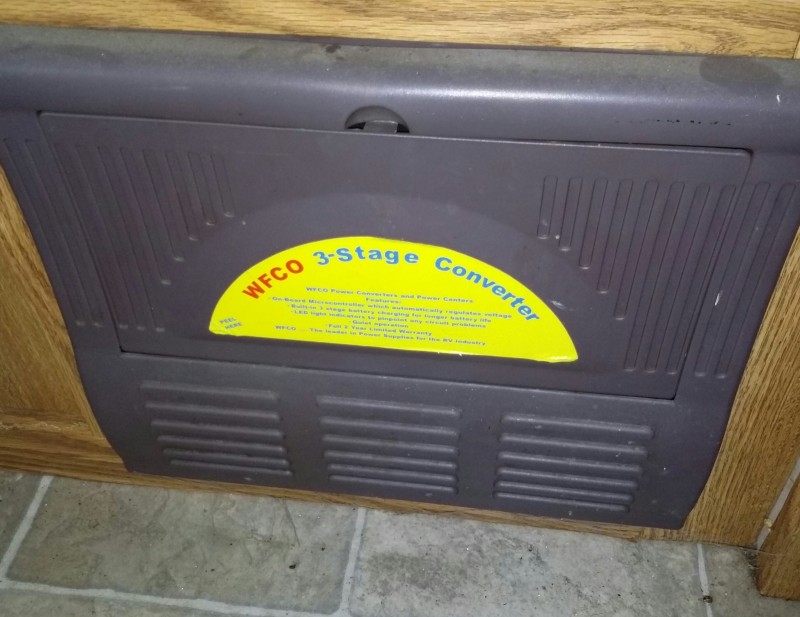 WFCO 3-Stage Converter
WFCO Power Converters and Power Centers
Features:
- On-Board Microcontroller which automatically regulates voltage
- Built-in 3 stage battery charging for longer battery life
- LED light indicators to pinpoint any circuit problems
- Quiet operation
- Full 2 Year Limited Warranty
WFCO ... The leader in Power Supplies for the RV Industry
PEEL
HERE